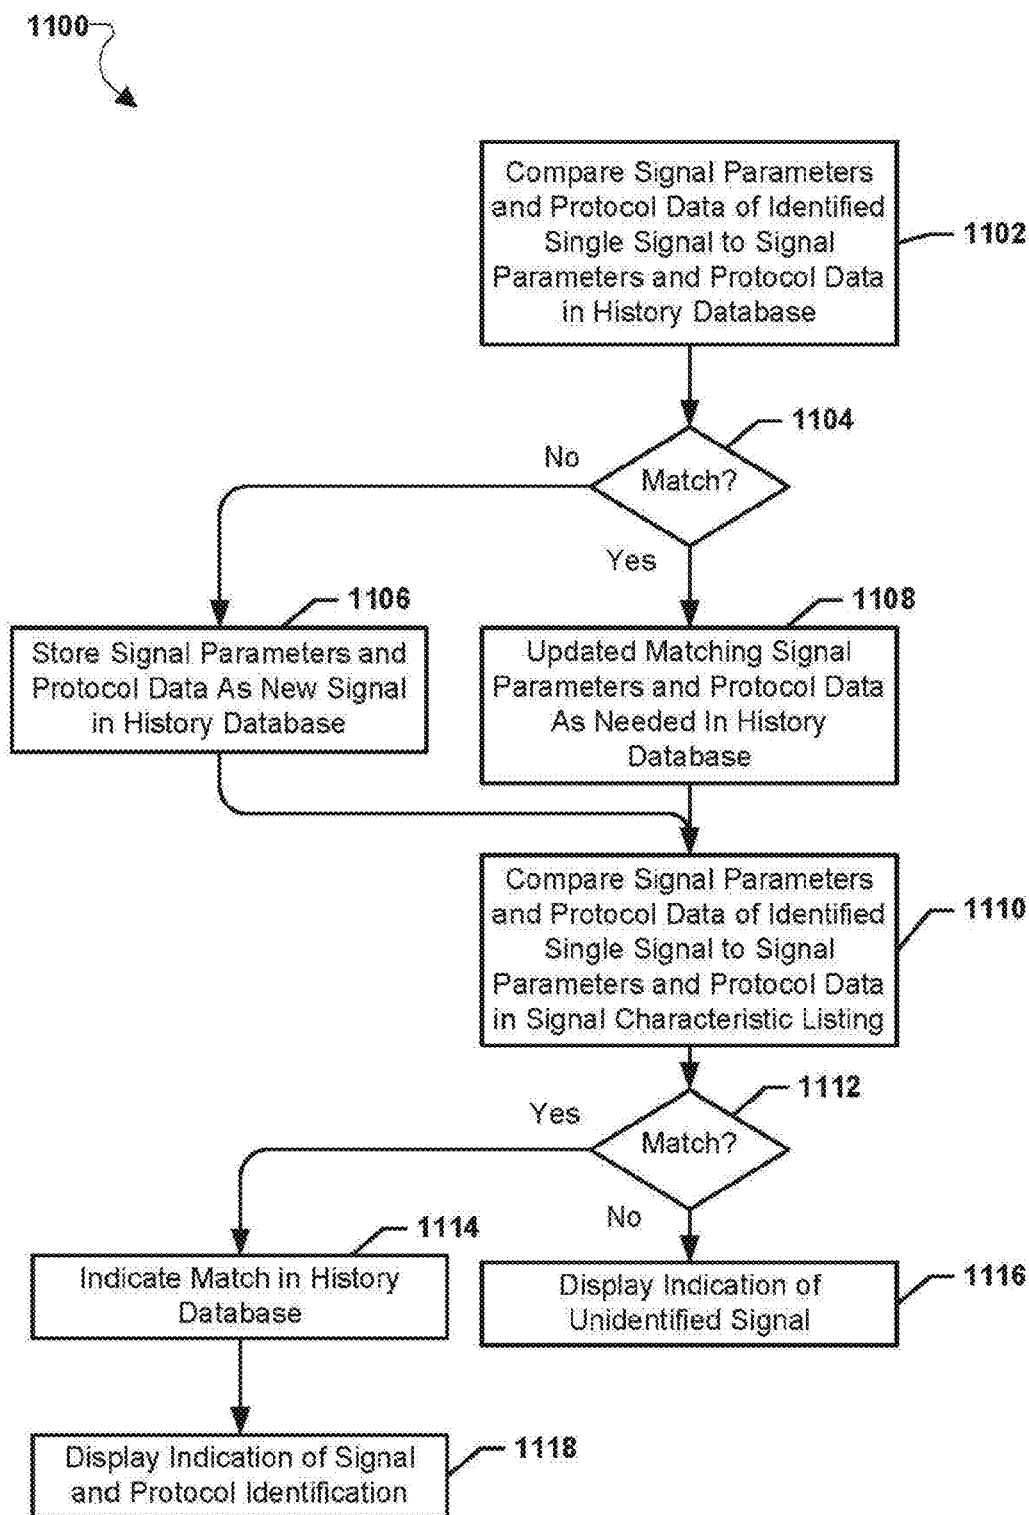 1100
Compare Signal Parameters
and Protocol Data of Identified
Single Signal to Signal
Parameters and Protocol Data
in History Database
1102
1104
Match?
No
Yes
1106
Store Signal Parameters and
Protocol Data As New Signal
in History Database
1108
Updated Matching Signal
Parameters and Protocol Data
As Needed In History
Database
Compare Signal Parameters
and Protocol Data of Identified
Single Signal to Signal
Parameters and Protocol Data
in Signal Characteristic Listing
1110
1112
Match?
Yes
No
1114
Indicate Match in History
Database
Display Indication of
Unidentified Signal
1116
Display Indication of Signal
and Protocol Identification
1118